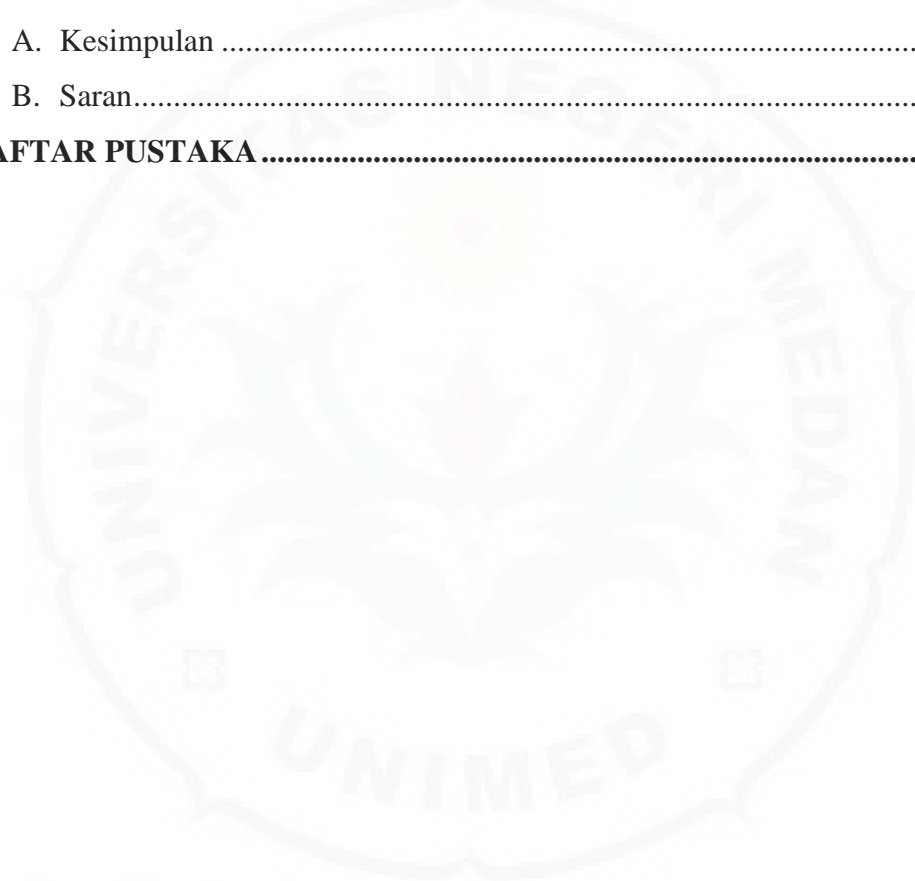 A. Kesimpulan ........................................................................................
B. Saran...................................................................................................
AFTAR PUSTAKA ...................................................................................
UNIVERSITAS NEGERI MEDAN
UNIMED